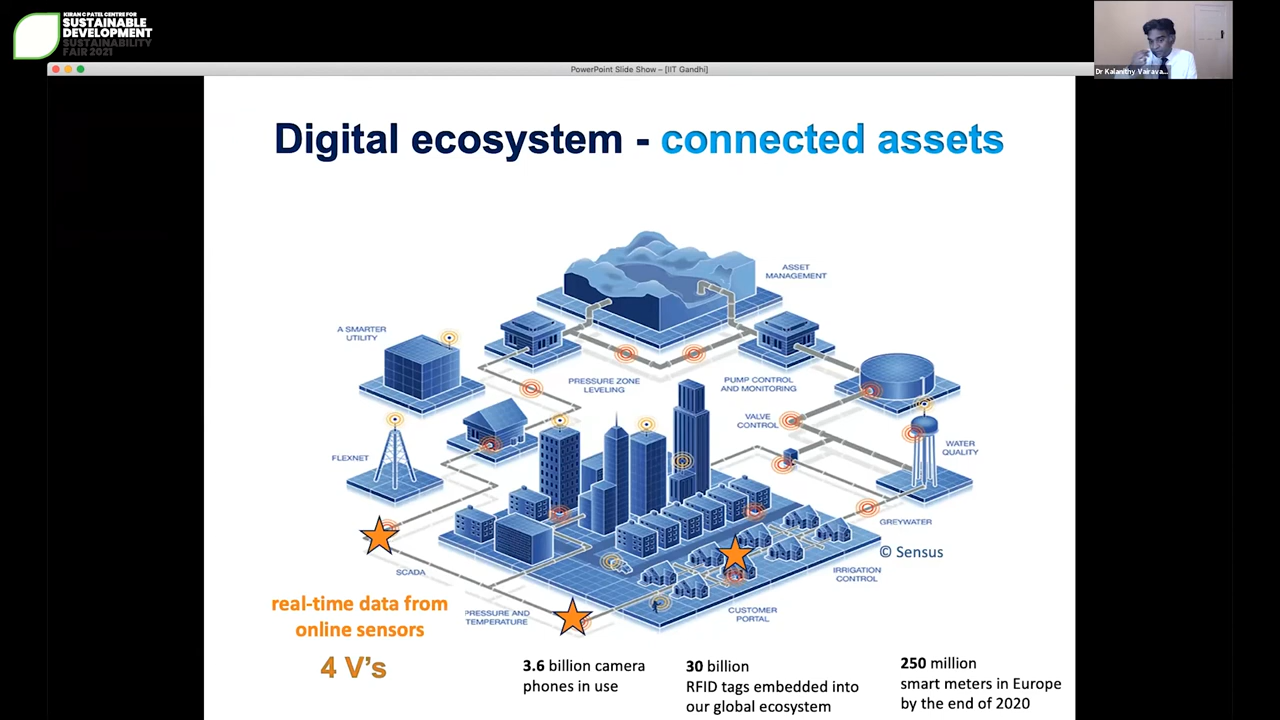 KIRAN C PATEL CENTRE FOR
SUSTAINABLE
DEVELOPMENT
SUSTAINABILITY
FAIR 2021
PowerPoint Slide Show – [IIT Gandhi]
Dr Kalanithy Vairava...
Digital ecosystem - connected assets
ASSET
MANAGEMENT
A SMARTER
UTILITY
PRESSURE ZONE
LEVELING
PUMP CONTROL
AND MONITORING
VALVE
CONTROL
FLEXNET
WATER
QUALITY
GREYWATER
© Sensus
SCADA
IRRIGATION
CONTROL
real-time data from
online sensors
PRESSURE AND
TEMPERATURE
CUSTOMER
PORTAL
4 V's
3.6 billion camera
phones in use
30 billion
RFID tags embedded into
our global ecosystem
250 million
smart meters in Europe
by the end of 2020